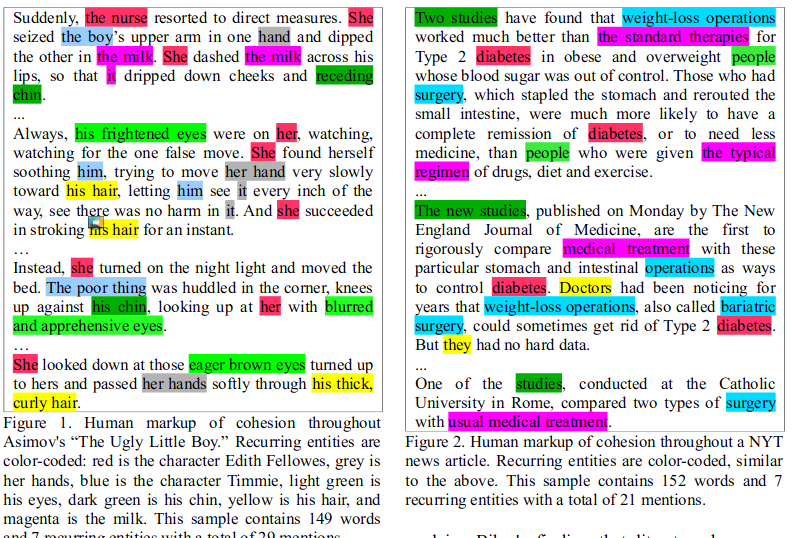 Suddenly, the nurse resorted to direct measures. She
seized the boy's upper arm in one hand and dipped
the other in the milk. She dashed the milk across his
lips, so that it dripped down cheeks and receding
chin.
...
Always, his frightened eyes were on her, watching,
watching for the one false move. She found herself
soothing him, trying to move her hand very slowly
toward his hair, letting him see it every inch of the
way, see there was no harm in it. And she succeeded
in stroking his hair for an instant.
...
Instead, she turned on the night light and moved the
bed. The poor thing was huddled in the corner, knees
up against his chin, looking up at her with blurred
and apprehensive eyes.
...
She looked down at those eager brown eyes turned up
to hers and passed her hands softly through his thick,
curly hair.
Figure 1. Human markup of cohesion throughout
Asimov's “The Ugly Little Boy.” Recurring entities are
color-coded: red is the character Edith Fellowes, grey is
her hands, blue is the character Timmie, light green is
his eyes, dark green is his chin, yellow is his hair, and
magenta is the milk. This sample contains 149 words
and 7 recurring entities with a total of 29 mentions.
Two studies have found that weight-loss operations
worked much better than the standard therapies for
Type 2 diabetes in obese and overweight people
whose blood sugar was out of control. Those who had
surgery, which stapled the stomach and rerouted the
small intestine, were much more likely to have a
complete remission of diabetes, or to need less
medicine, than people who were given the typical
regimen of drugs, diet and exercise.
...
The new studies, published on Monday by The New
England Journal of Medicine, are the first to
rigorously compare medical treatment with these
particular stomach and intestinal operations as ways
to control diabetes. Doctors had been noticing for
years that weight-loss operations, also called bariatric
surgery, could sometimes get rid of Type 2 diabetes.
But they had no hard data.
...
One of the studies, conducted at the Catholic
University in Rome, compared two types of surgery
with usual medical treatment.
Figure 2. Human markup of cohesion throughout a NYT
news article. Recurring entities are color-coded, similar
to the above. This sample contains 152 words and 7
recurring entities with a total of 21 mentions.